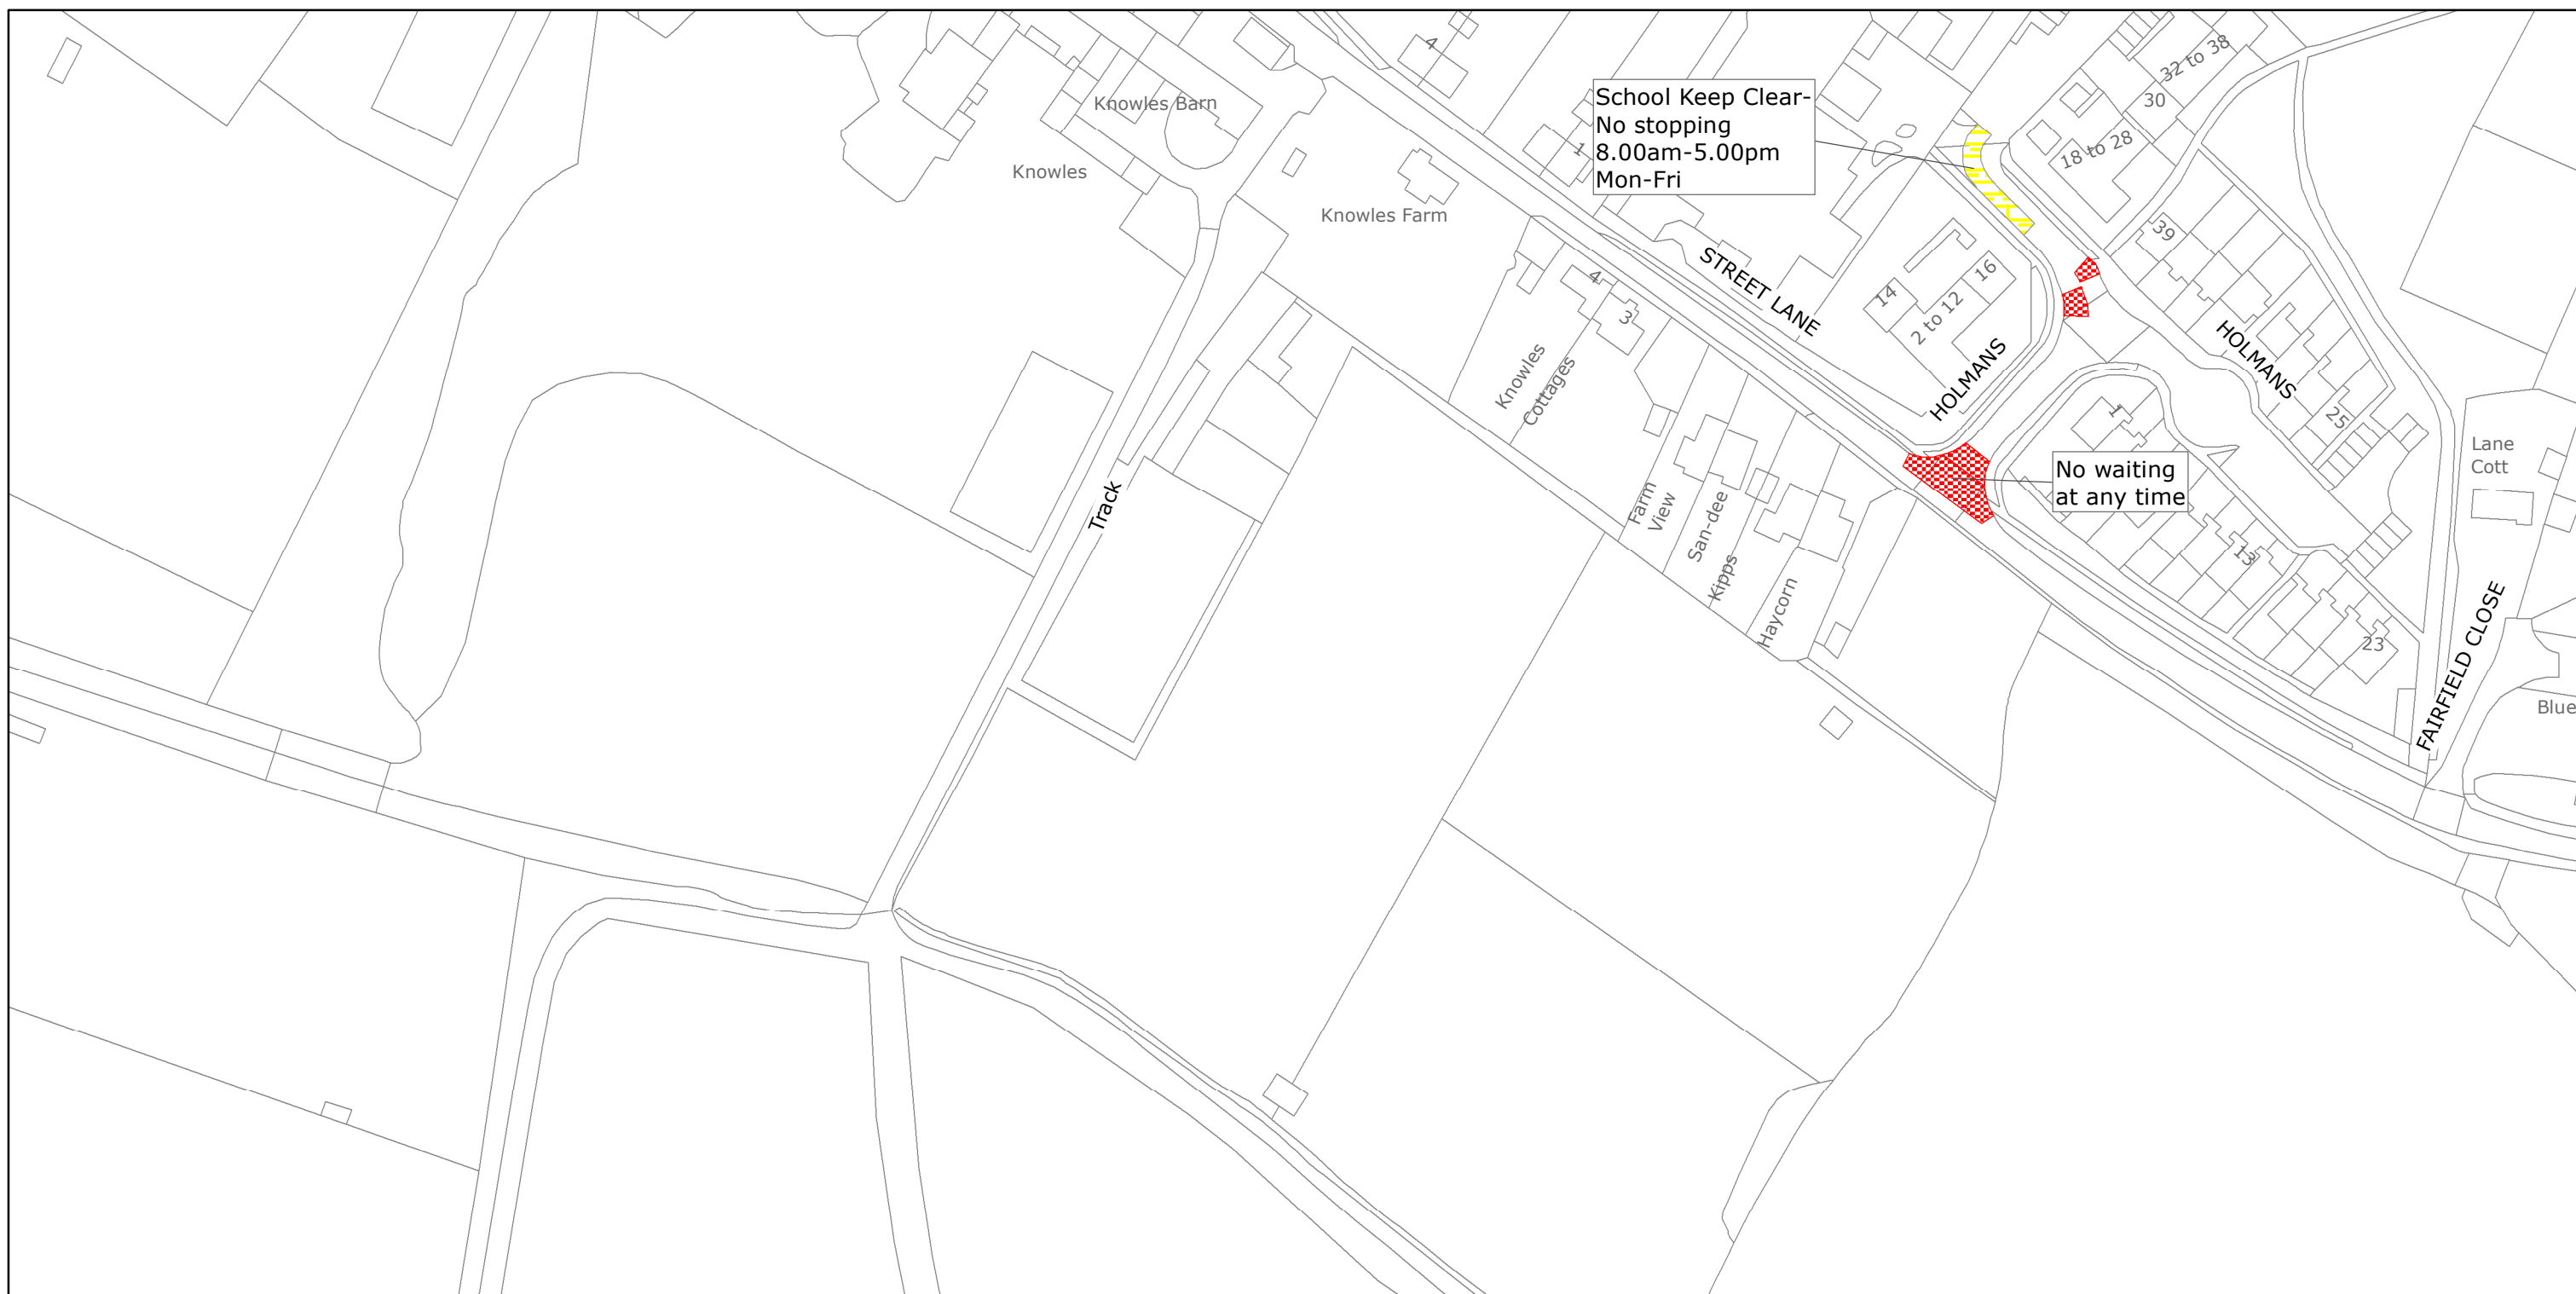 School Keep Clear-
No stopping
8.00am-5.00pm
Mon-Fri
4
32 to 38
30
18 to 28
Knowles Barn
Knowles
Knowles Farm
1
39
STREET LANE
4
3
14
2 to 12
16
HOLMANS
HOLMANS
Knowles
Cottages
1
25
Lane
Cott
No waiting
at any time
Track
Farm
View
San-dee
Kipps
Haycorn
13
23
FAIRFIELD CLOSE
Blue